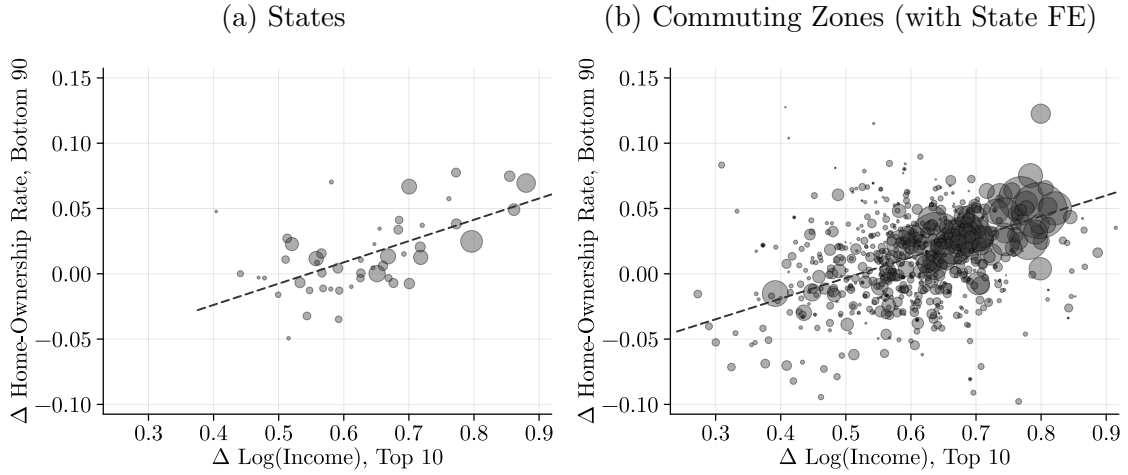 (a) States
(b) Commuting Zones (with State FE)
Δ Home-Ownership Rate, Bottom 90
0.15
0.10
0.05
0.00
−0.05
−0.10
0.3 0.4 0.5 0.6 0.7 0.8 0.9
Δ Log(Income), Top 10
Δ Home-Ownership Rate, Bottom 90
0.15
0.10
0.05
0.00
−0.05
−0.10
0.3 0.4 0.5 0.6 0.7 0.8 0.9
Δ Log(Income), Top 10